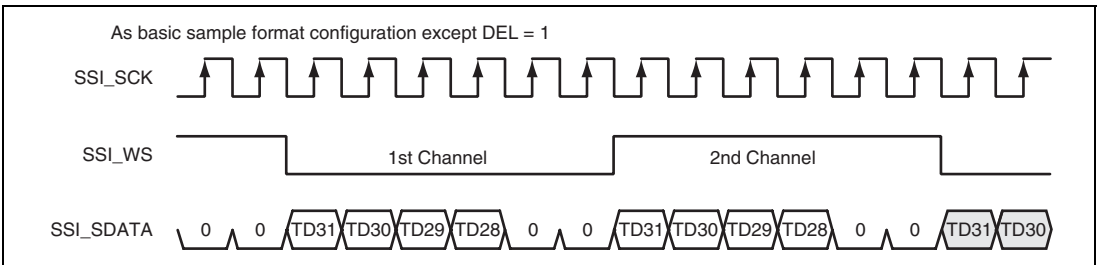 As basic sample format configuration except DEL = 1
SSI_SCK
SSI_WS 1st Channel 2nd Channel
SSI_SDATA 0 0 TD31 TD30 TD29 TD28 0 0 TD31 TD30 TD29 TD28 0 0 TD31 TD30